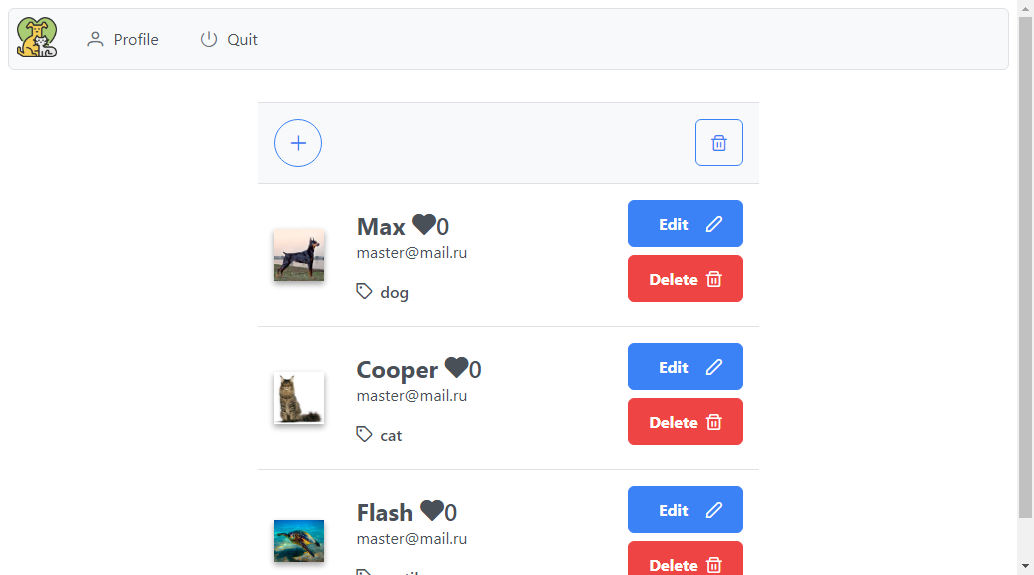 Profile
Quit
Max 0
master@mail.ru
dog
Edit
Delete
Cooper 0
master@mail.ru
cat
Edit
Delete
Flash 0
master@mail.ru
Edit
Delete